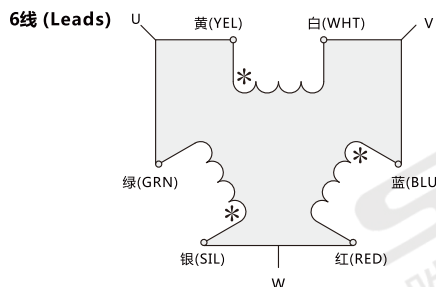 6线 (Leads)
U
黄(YEL)
白(WHT)
V
*
*
绿(GRN)
蓝(BLU
*
银(SIL)
红(RED)
W